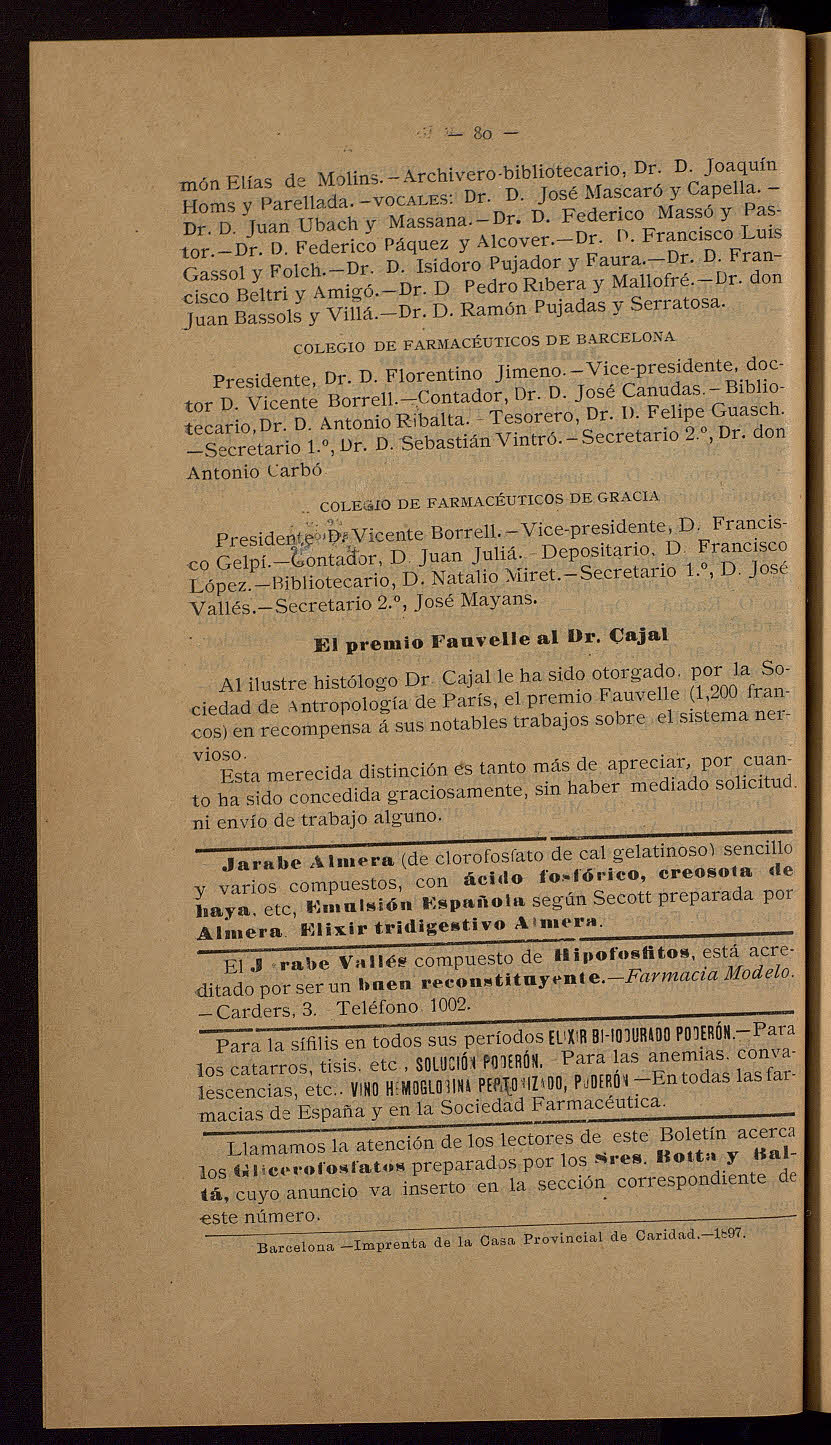 — 80 —
món Elías de Molins.—Archivero-bibliotecario, Dr. D. Joaquín
Homs y Parellada.—VOCALES: Dr. D. José Mascaró y Capella.—
Dr. D. Juan Ubach y Massana.—Dr. D. Federico Massó y Pas-
tor.—Dr. D. Federico Páquez y Alcover.—Dr. D. Francisco Luis
Gassol y Folch.—Dr. D. Isidoro Pujador y Faura.—Dr. D. Fran-
cisco Beltri y Amigó.—Dr. D Pedro Ribera y Mallofré.—Dr. don
Juan Bassols y Villá.—Dr. D. Ramón Pujadas y Serratosa.
COLEGIO DE FARMACÉUTICOS DE BARCELONA
Presidente, Dr. D. Florentino Jimeno.—Vice-presidente, doc-
tor D. Vicente Borrell.—Contador, Dr. D. José Canudas.—Biblio-
tecario, Dr. D. Antonio Ribalta.—Tesorero, Dr. D. Felipe Guasch.
—Secretario 1.º, Dr. D. Sebastián Vintró.—Secretario 2.º, Dr. don
Antonio Carbó
COLEGIO DE FARMACÉUTICOS DE GRACIA
Presidente D. Vicente Borrell.—Vice-presidente, D. Francis-
co Gelpí.—Contador, D. Juan Juliá.—Depositario, D. Francisco
López.—Bibliotecario, D. Natalio Miret.—Secretario 1.º, D. José
Vallés.—Secretario 2.º, José Mayans.
El premio Fauvelle al Dr. Cajal
Al ilustre histólogo Dr Cajal le ha sido otorgado, por la So-
ciedad de Antropología de París, el premio Fauvelle (1,200 fran-
cos) en recompensa á sus notables trabajos sobre el sistema ner-
vioso.
Esta merecida distinción es tanto más de apreciar, por cuan-
to ha sido concedida graciosamente, sin haber mediado solicitud
ni envío de trabajo alguno.
Jarabe Almera (de clorofosfato de cal gelatinoso) sencillo
y varios compuestos, con ácido fosfórico, creosota de
haya, etc, Emulsión Española según Secott preparada por
Almera. Elixir tridigestivo Almera.
El Jarabe Vallés compuesto de Hipofosfitos, está acre-
ditado por ser un buen reconstituyente.—Farmacia Modelo.
—Carders, 3. Teléfono 1002.
Para la sífilis en todos sus períodos ELIXIR BI-IODURADO PODERÓN.—Para
los catarros, tisis, etc , SOLUCIÓN PODERÓN. —Para las anemias, conva-
lescencias, etc.. VINO HEMOGLOBINA PEPTONIZADO, PODERÓN—En todas las far-
macias de España y en la Sociedad Farmacéutica.
Llamamos la atención de los lectores de este Boletín acerca
los Glicerofosfatos preparados por los Sres. Botta y Bal-
tá, cuyo anuncio va inserto en la sección correspondiente de
este número.
Barcelona—Imprenta de la Casa Provincial de Caridad.—1897.